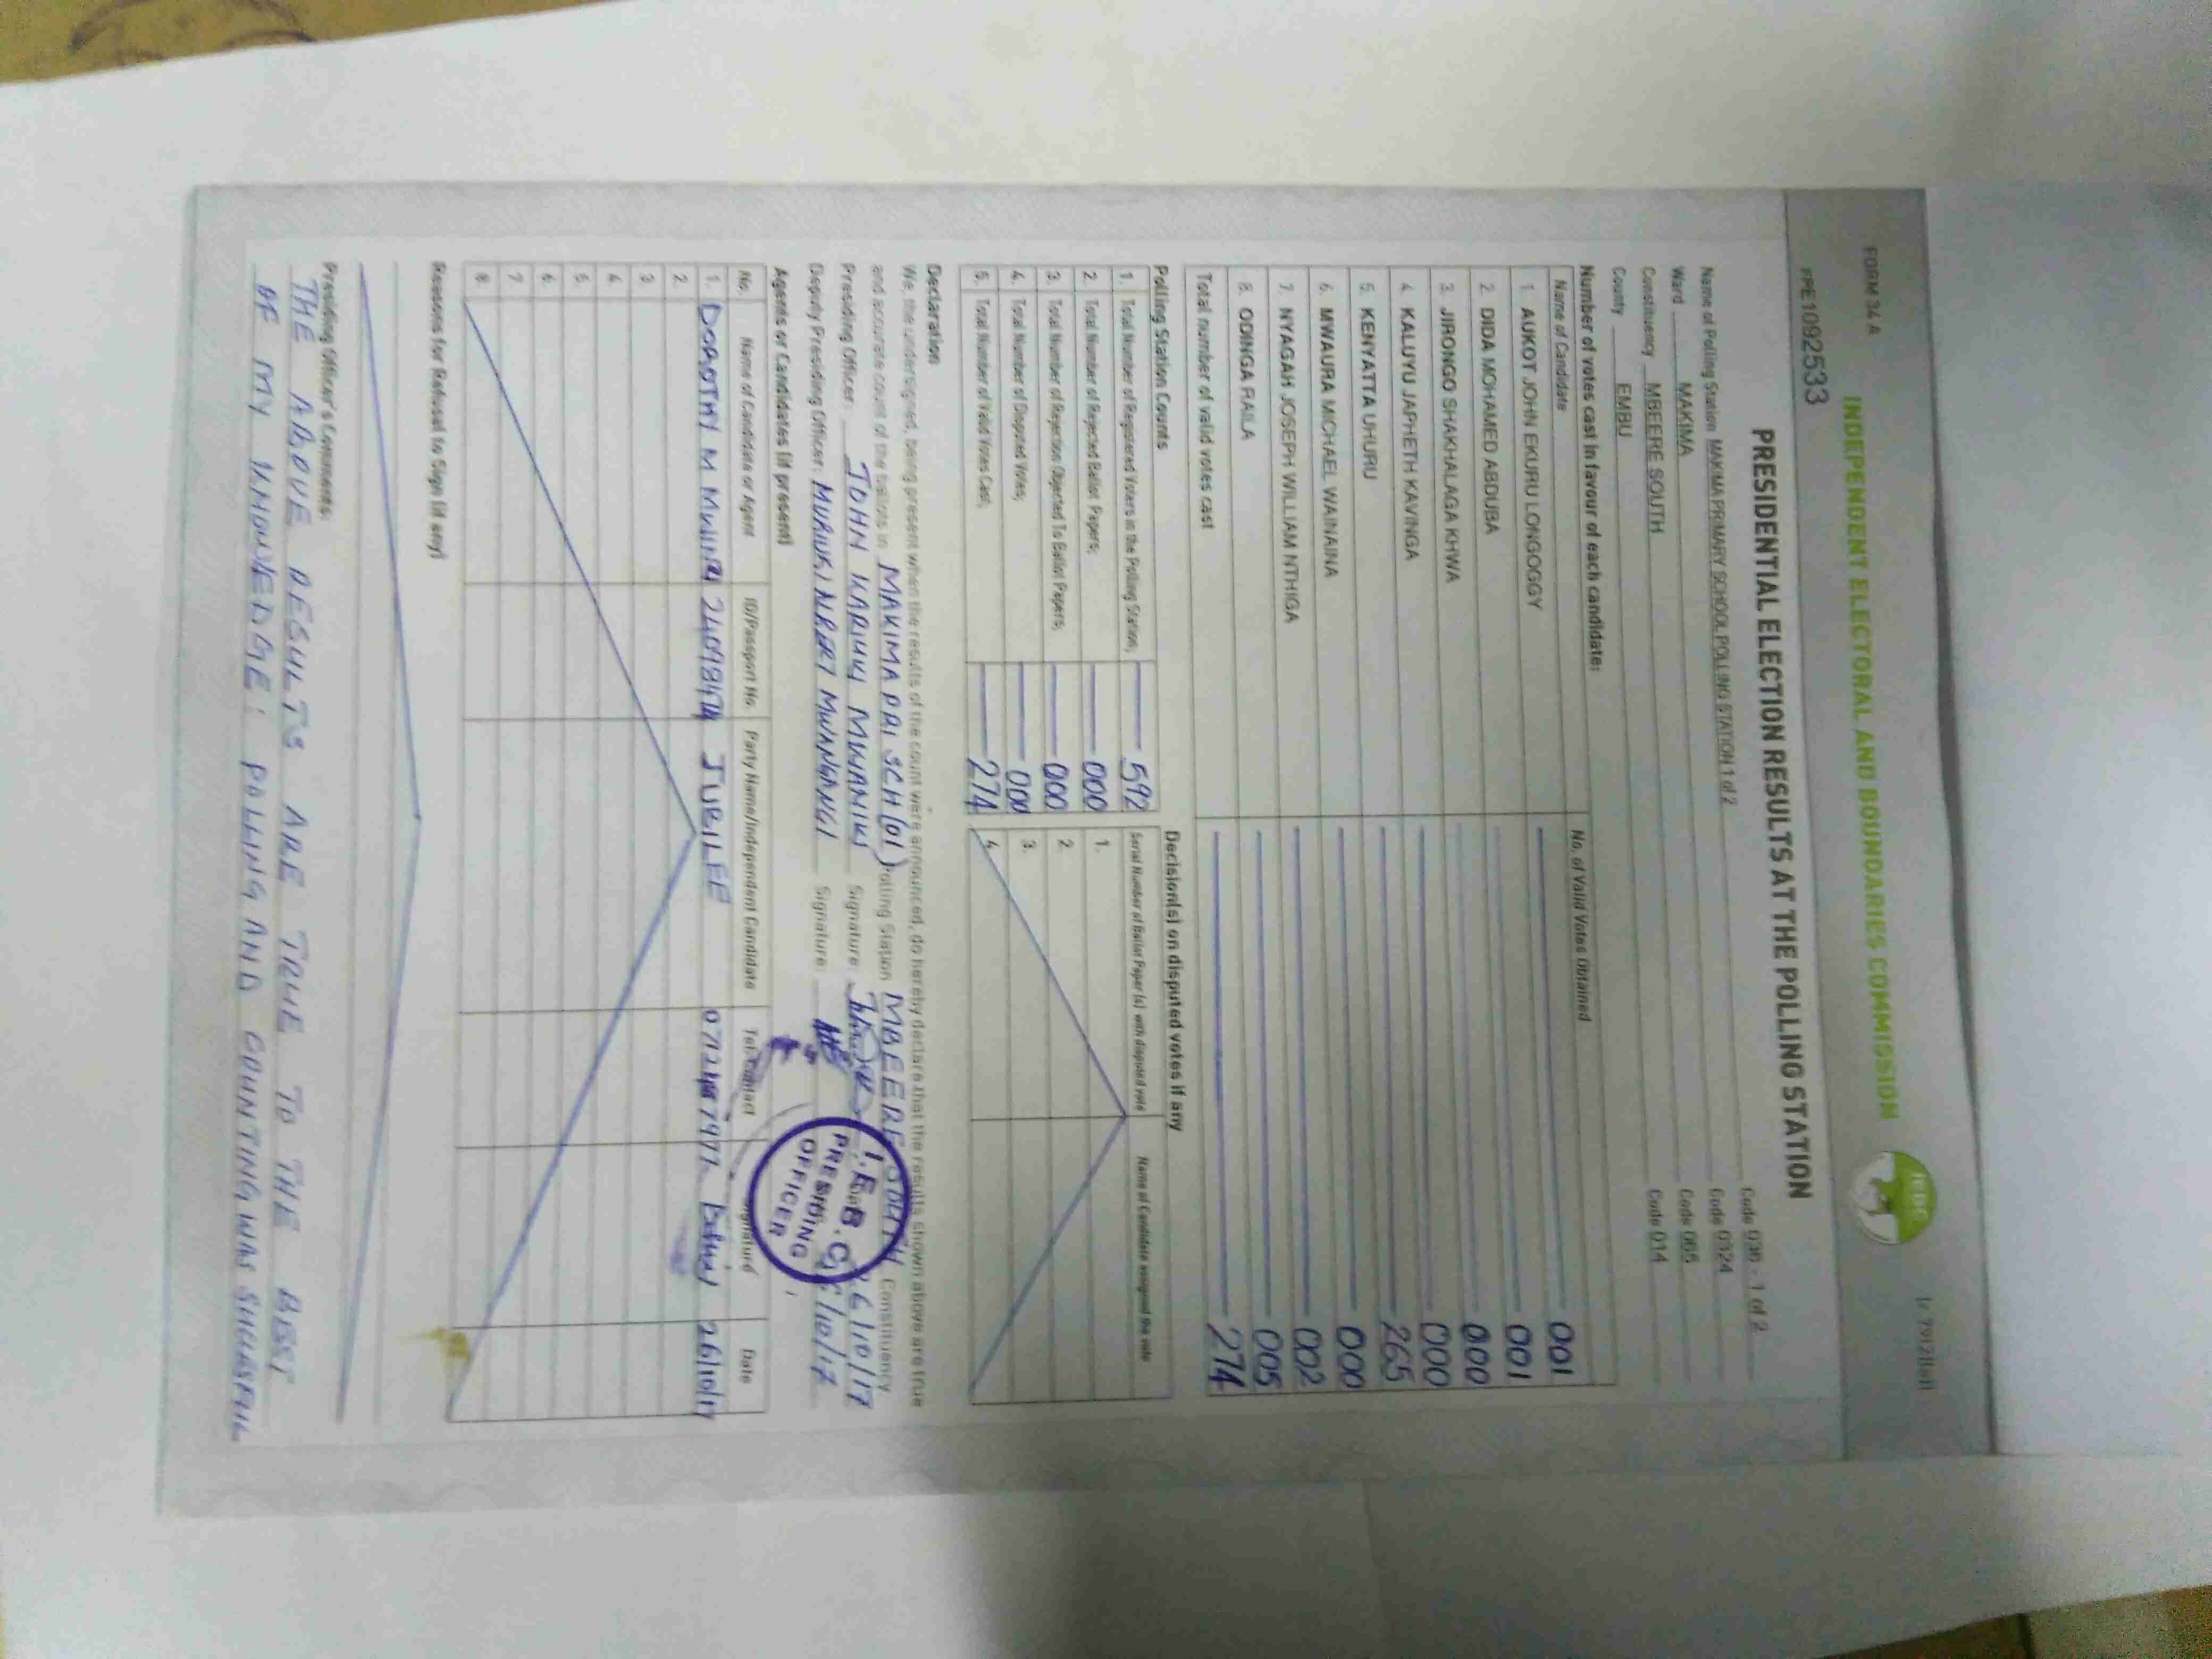 FORM 34 A
INDEPENDENT ELECTORAL AND BOUNDARIES COMMISSION
IEBC
PPE1092533
PRESIDENTIAL ELECTION RESULTS AT THE POLLING STATION
Name of Polling Station MAKIMA PRIMARY SCHOOL POLLING STATION 1 of 2 Code 036 - 1 of 2
Ward MAKIMA Code 0324
Constituency MBEERE SOUTH Code 065
County EMBU Code 014
Number of votes cast in favour of each candidate:
Name of Candidate No. of Valid Votes Obtained
1. AUKOT JOHN EKURU LONGOGGY 001
2. DIDA MOHAMED ABDUBA 001
3. JIRONGO SHAKHALAGA KHWA 000
4. KALUYU JAPHETH KAVINGA 000
5. KENYATTA UHURU 265
6. MWAURA MICHAEL WAINAINA 000
7. NYAGAH JOSEPH WILLIAM NTHIGA 002
8. ODINGA RAILA 005
Total number of valid votes cast 274
Polling Station Counts
1. Total Number of Registered Voters in the Polling Station; 592
2. Total Number of Rejected Ballot Papers; 000
3. Total Number of Rejection Objected To Ballot Papers; 000
4. Total Number of Disputed Votes; 000
5. Total Number of Valid Votes Cast; 274
Decision(s) on disputed votes if any
Serial Number of Ballot Paper (s) with disputed vote Name of Candidate assigned the vote
1.
2.
3.
4.
Declaration
We, the undersigned, being present when the results of the count were announced, do hereby declare that the results shown above are true
and accurate count of the ballots in MAKIMA PRI SCH (01) Polling Station MBEERE SOUTH Constituency
Presiding Officer: JOHN KARIUKI MWANIKI Signature: 26/10/17
Deputy Presiding Officer: MURIUKI ALBERT MWANGANGI Signature: 26/10/17
I.E.B.C.
PRESIDING
OFFICER
Agents or Candidates (if present)
No. Name of Candidate or Agent ID/Passport No. Party Name/Independent Candidate Tel. Contact Signature Date
1. DOROTHY M JUBILEE 26/10/17
2.
3
4
5
6
7
8
Reasons for Refusal to Sign (if any)
Presiding Officer's Comments:
THE ABOVE RESULTS ARE TRUE TO THE BEST
OF MY KNOWLEDGE: POLLING AND COUNTING WAS SUCCESSFUL